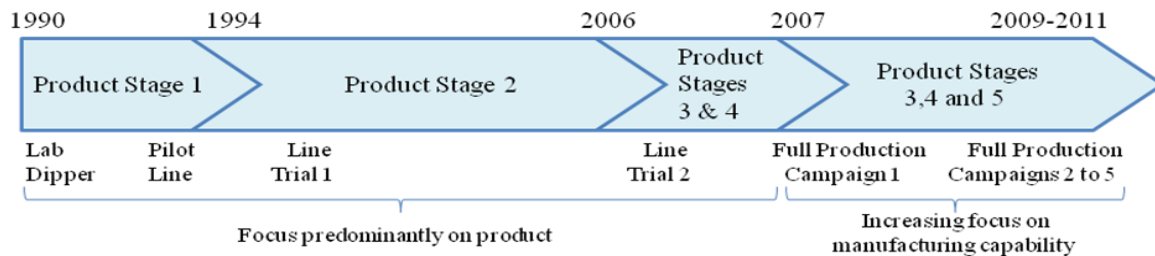 1990 1994 2006 2007 2009-2011
Product Stage 1
Product Stage 2
Product
Stages
3 & 4
Product Stages
3,4 and 5
Lab
Dipper
Pilot
Line
Line
Trial 1
Line
Trial 2
Full Production
Campaign 1
Full Production
Campaigns 2 to 5
Focus predominantly on product
Increasing focus on
manufacturing capability